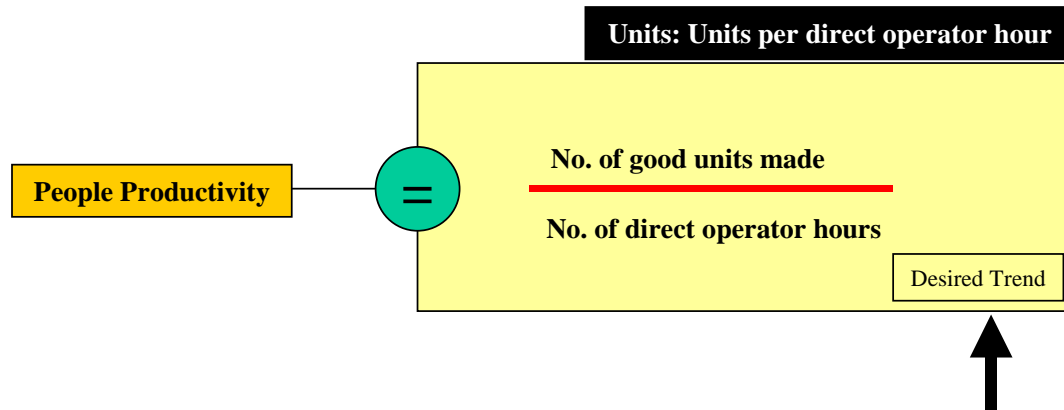 Units: Units per direct operator hour
No. of good units made
People Productivity
=
No. of direct operator hours
Desired Trend